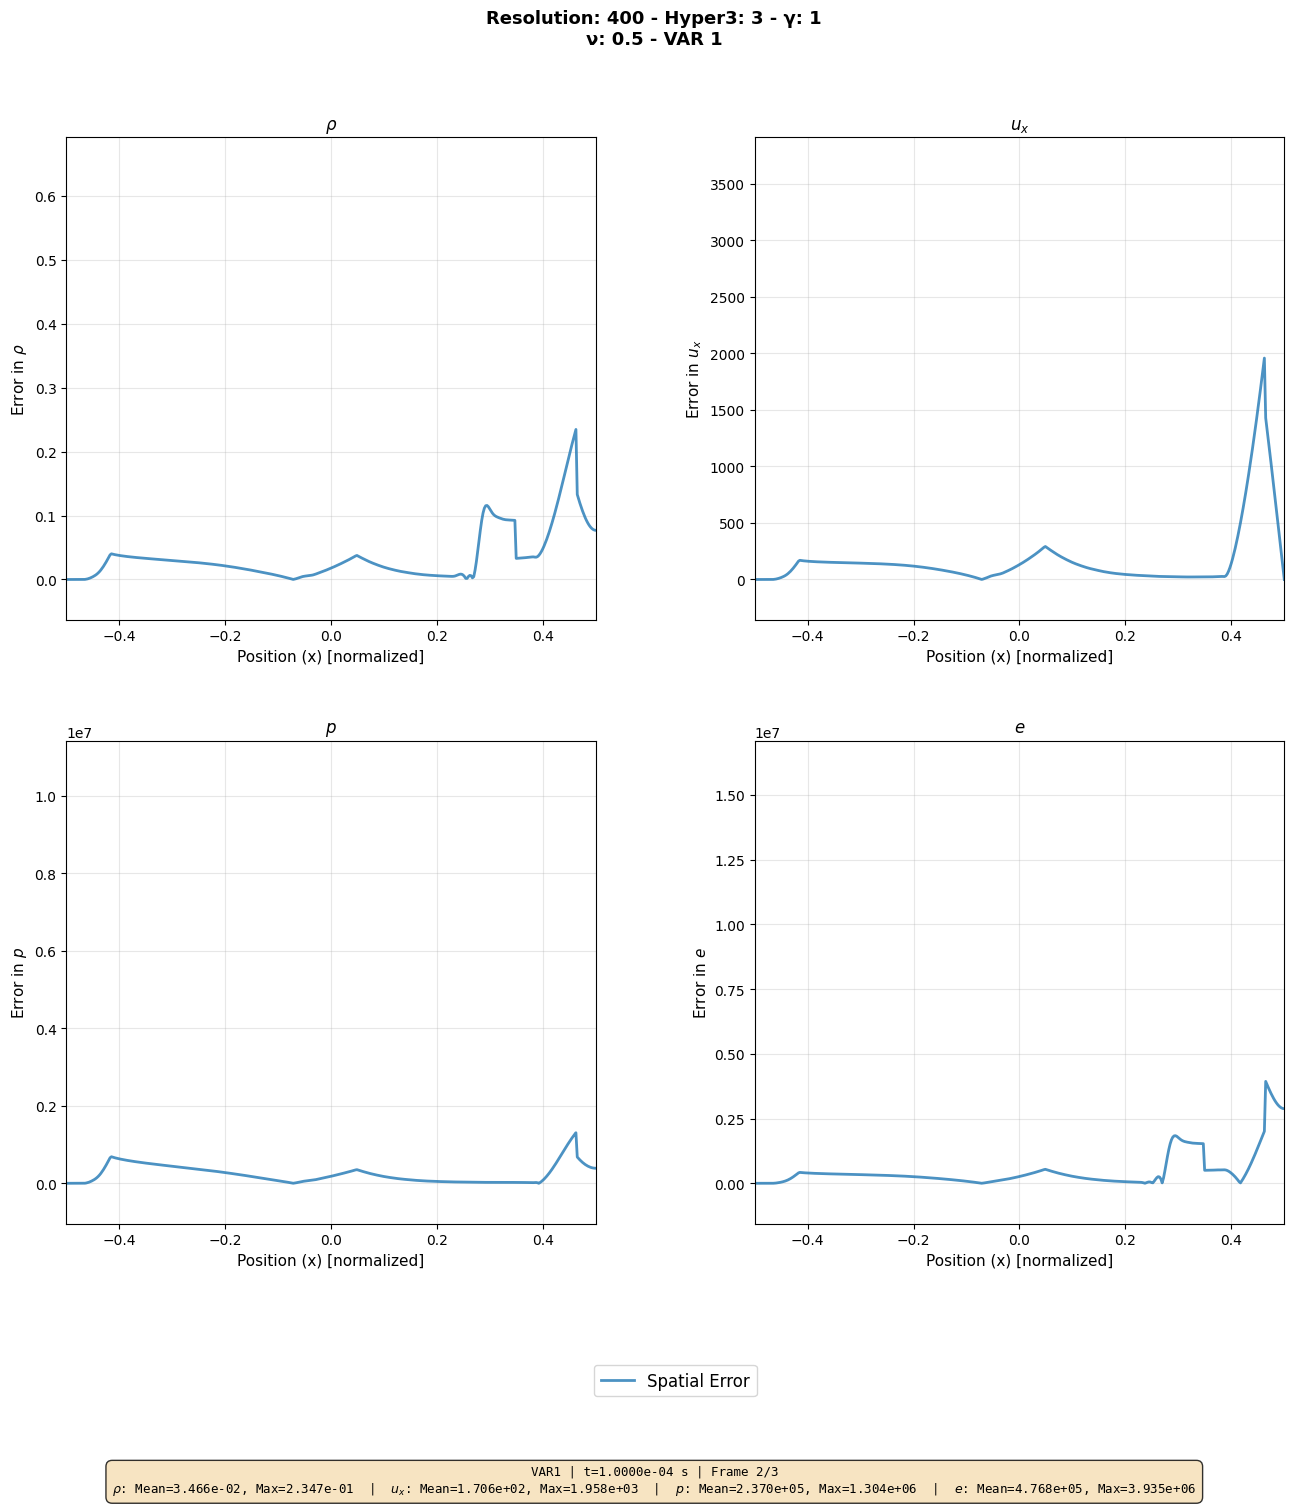 Resolution: 400 - Hyper3: 3 - γ: 1
ν: 0.5 - VAR 1
ρ
0.6
0.5
0.4
0.3
0.2
0.1
0.0
Error in ρ
−0.4 −0.2 0.0 0.2 0.4
Position (x) [normalized]
uₓ
3500
3000
2500
2000
1500
1000
500
0
Error in uₓ
−0.4 −0.2 0.0 0.2 0.4
Position (x) [normalized]
p
1e7
1.0
0.8
0.6
0.4
0.2
0.0
Error in p
−0.4 −0.2 0.0 0.2 0.4
Position (x) [normalized]
e
1e7
1.50
1.25
1.00
0.75
0.50
0.25
0.00
Error in e
−0.4 −0.2 0.0 0.2 0.4
Position (x) [normalized]
Spatial Error
VAR1 | t=1.0000e-04 s | Frame 2/3
ρ: Mean=3.466e-02, Max=2.347e-01 | uₓ: Mean=1.706e+02, Max=1.958e+03 | p: Mean=2.370e+05, Max=1.304e+06 | e: Mean=4.768e+05, Max=3.935e+06